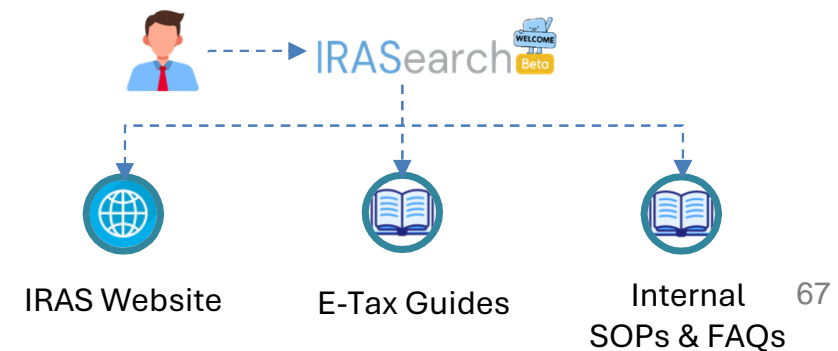 WELCOME
IRASearch
Beta
IRAS Website
E-Tax Guides
Internal
SOPs & FAQs
67